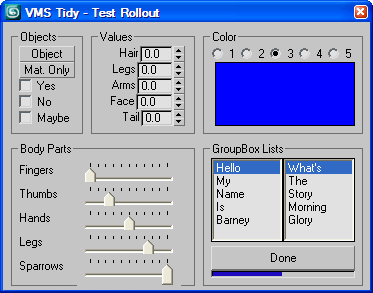 VMS Tidy - Test Rollout
Objects
Object
Mat. Only
Yes
No
Maybe
Values
Hair 0.0
Legs 0.0
Arms 0.0
Face 0.0
Tail 0.0
Color
1 2 3 4 5
Body Parts
Fingers
Thumbs
Hands
Legs
Sparrows
GroupBox Lists
Hello
My
Name
Is
Barney
What's
The
Story
Morning
Glory
Done